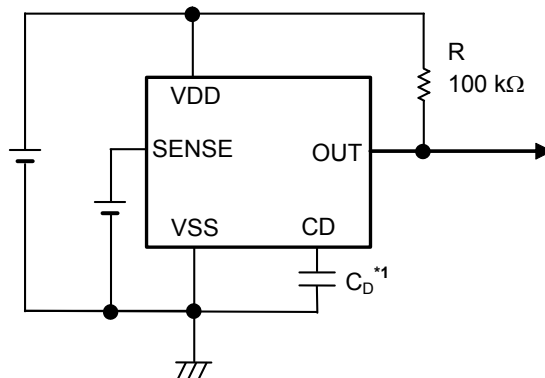 R
100 kΩ
VDD
SENSE
OUT
VSS
CD
C_D*1